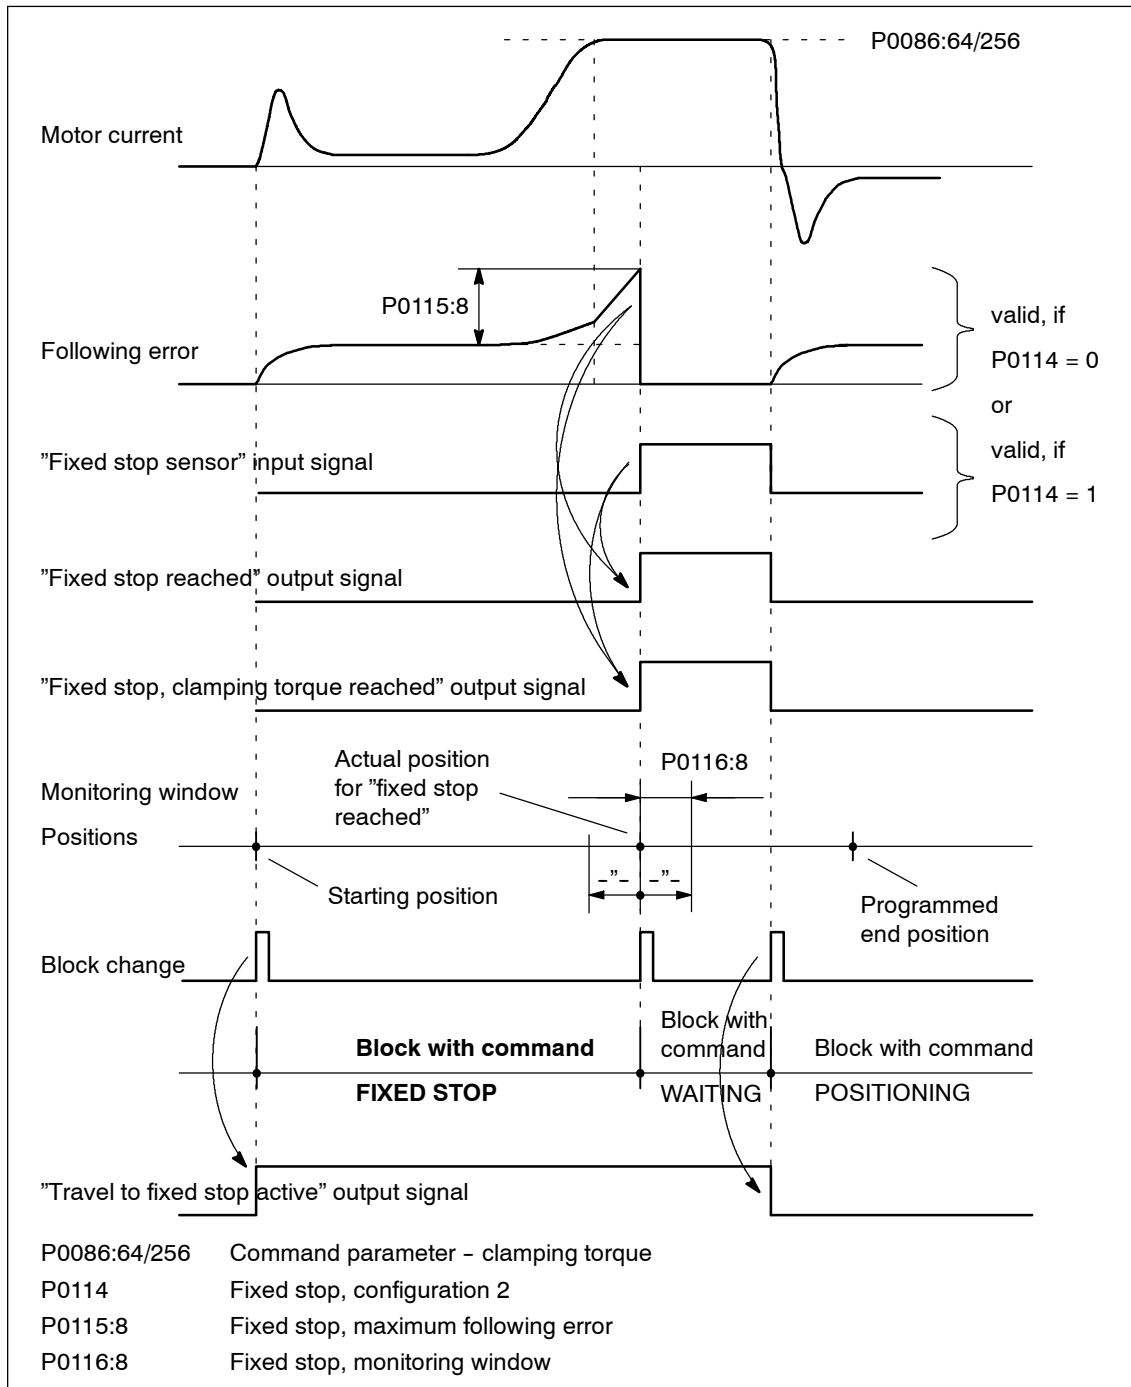 P0086:64/256
Motor current
P0115:8
Following error
valid, if
P0114 = 0
or
valid, if
P0114 = 1
”Fixed stop sensor” input signal
”Fixed stop reached” output signal
”Fixed stop, clamping torque reached” output signal
Actual position
for ”fixed stop
reached”
P0116:8
Monitoring window
Positions
Starting position
–”– –”–
Programmed
end position
Block change
Block with command
FIXED STOP
Block with
command
WAITING
Block with command
POSITIONING
”Travel to fixed stop active” output signal
P0086:64/256 Command parameter – clamping torque
P0114 Fixed stop, configuration 2
P0115:8 Fixed stop, maximum following error
P0116:8 Fixed stop, monitoring window